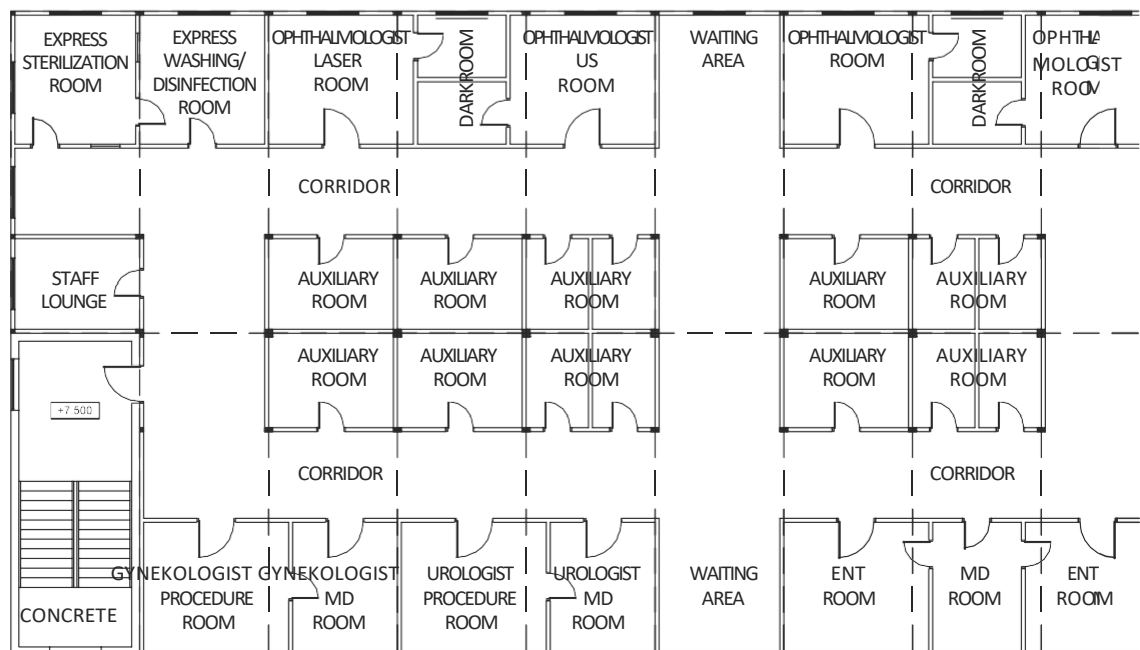 EXPRESS
STERILIZATION
ROOM
EXPRESS
WASHING/
DISINFECTION
ROOM
OPHTHALMOLOGIST
LASER
ROOM
DARKROOM
OPHTHALMOLOGIST
US
ROOM
WAITING
AREA
OPHTHALMOLOGIST
ROOM
DARKROOM
OPHTHAL
MOLOGIST
ROOM
CORRIDOR
CORRIDOR
STAFF
LOUNGE
AUXILIARY
ROOM
AUXILIARY
ROOM
AUXILIARY
ROOM
AUXILIARY
ROOM
AUXILIARY
ROOM
AUXILIARY
ROOM
AUXILIARY
ROOM
AUXILIARY
ROOM
AUXILIARY
ROOM
AUXILIARY
ROOM
+7 500
CORRIDOR
CORRIDOR
CONCRETE
GYNEKOLOGIST
PROCEDURE
ROOM
GYNEKOLOGIST
MD
ROOM
UROLOGIST
PROCEDURE
ROOM
UROLOGIST
MD
ROOM
WAITING
AREA
ENT
ROOM
MD
ROOM
ENT
ROOM